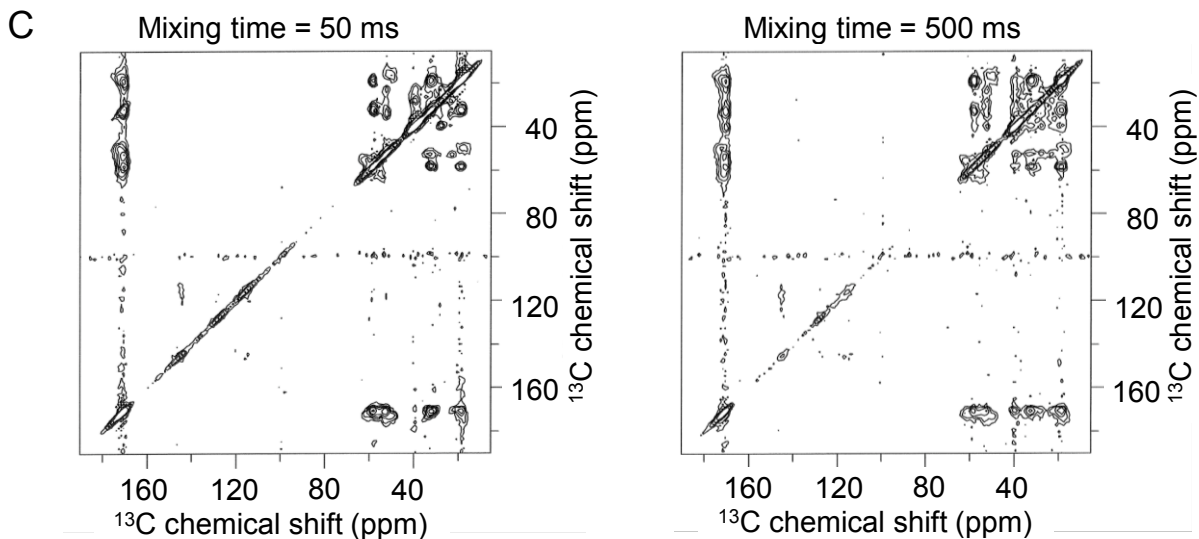 C
Mixing time = 50 ms
Mixing time = 500 ms
40
80
120
160
¹³C chemical shift (ppm)
160 120 80 40
¹³C chemical shift (ppm)
40
80
120
160
¹³C chemical shift (ppm)
160 120 80 40
¹³C chemical shift (ppm)